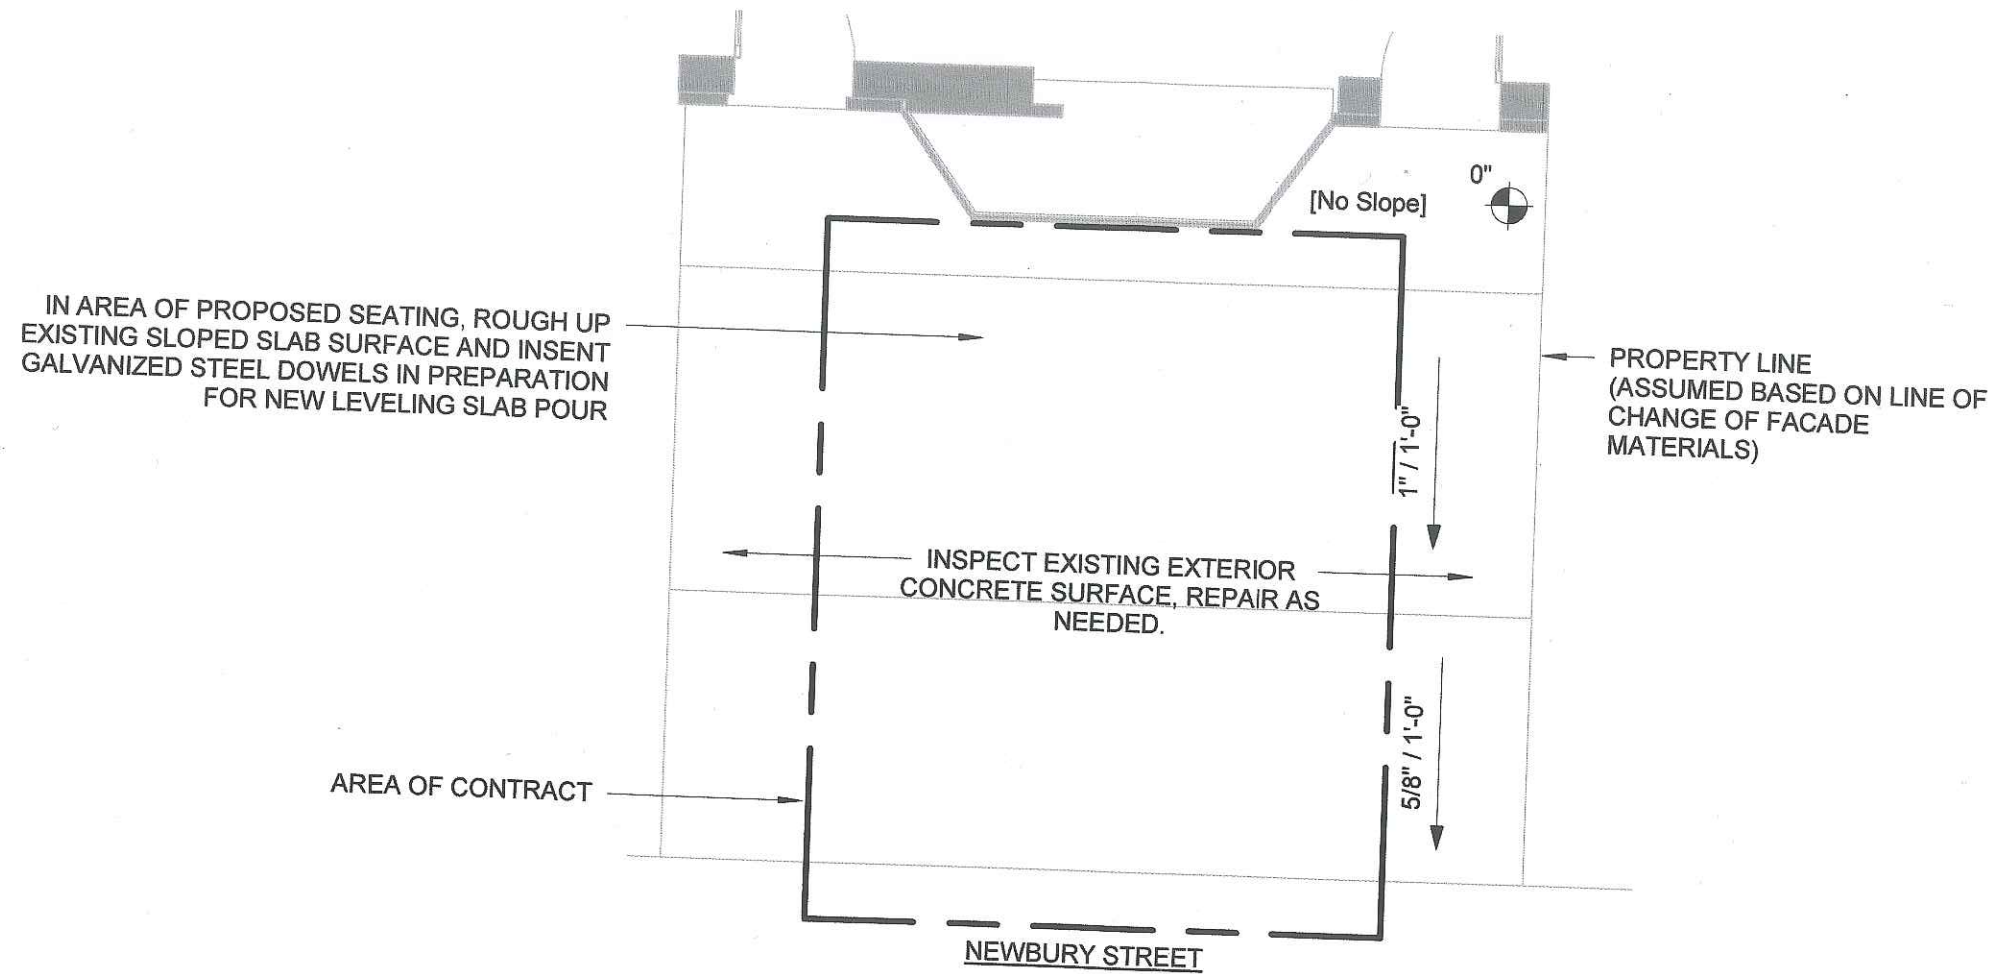 0"
[No Slope]
IN AREA OF PROPOSED SEATING, ROUGH UP
EXISTING SLOPED SLAB SURFACE AND INSENT
GALVANIZED STEEL DOWELS IN PREPARATION
FOR NEW LEVELING SLAB POUR
PROPERTY LINE
(ASSUMED BASED ON LINE OF
CHANGE OF FACADE
MATERIALS)
1" / 1'-0"
INSPECT EXISTING EXTERIOR
CONCRETE SURFACE, REPAIR AS
NEEDED.
5/8" / 1'-0"
AREA OF CONTRACT
NEWBURY STREET